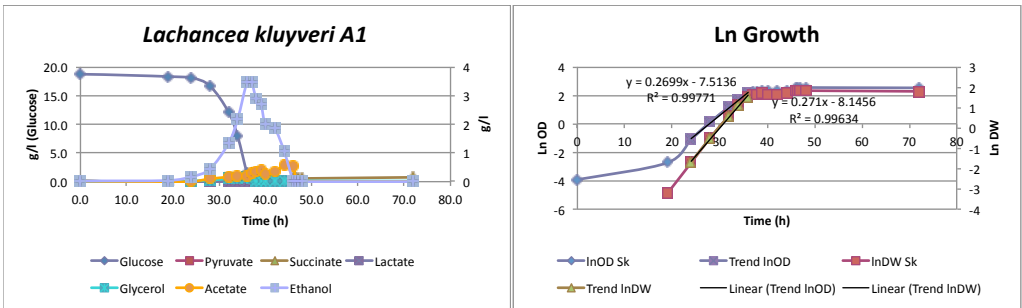 Lachancea kluyveri A1
20.0
15.0
10.0
5.0
0.0
g/l (Glucose)
4
3
2
1
0
g/l
0.0 10.0 20.0 30.0 40.0 50.0 60.0 70.0 80.0
Time (h)
Glucose Pyruvate Succinate Lactate
Glycerol Acetate Ethanol
Ln Growth
6
4
2
0
-2
-4
-6
Ln OD
3
2
1
0
-1
-2
-3
-4
Ln DW
y = 0.2699x - 7.5136
R² = 0.99771
y = 0.271x - 8.1456
R² = 0.99634
0 10 20 30 40 50 60 70 80
Time (h)
lnOD Sk Trend lnOD lnDW Sk
Trend lnDW Linear (Trend lnOD) Linear (Trend lnDW)